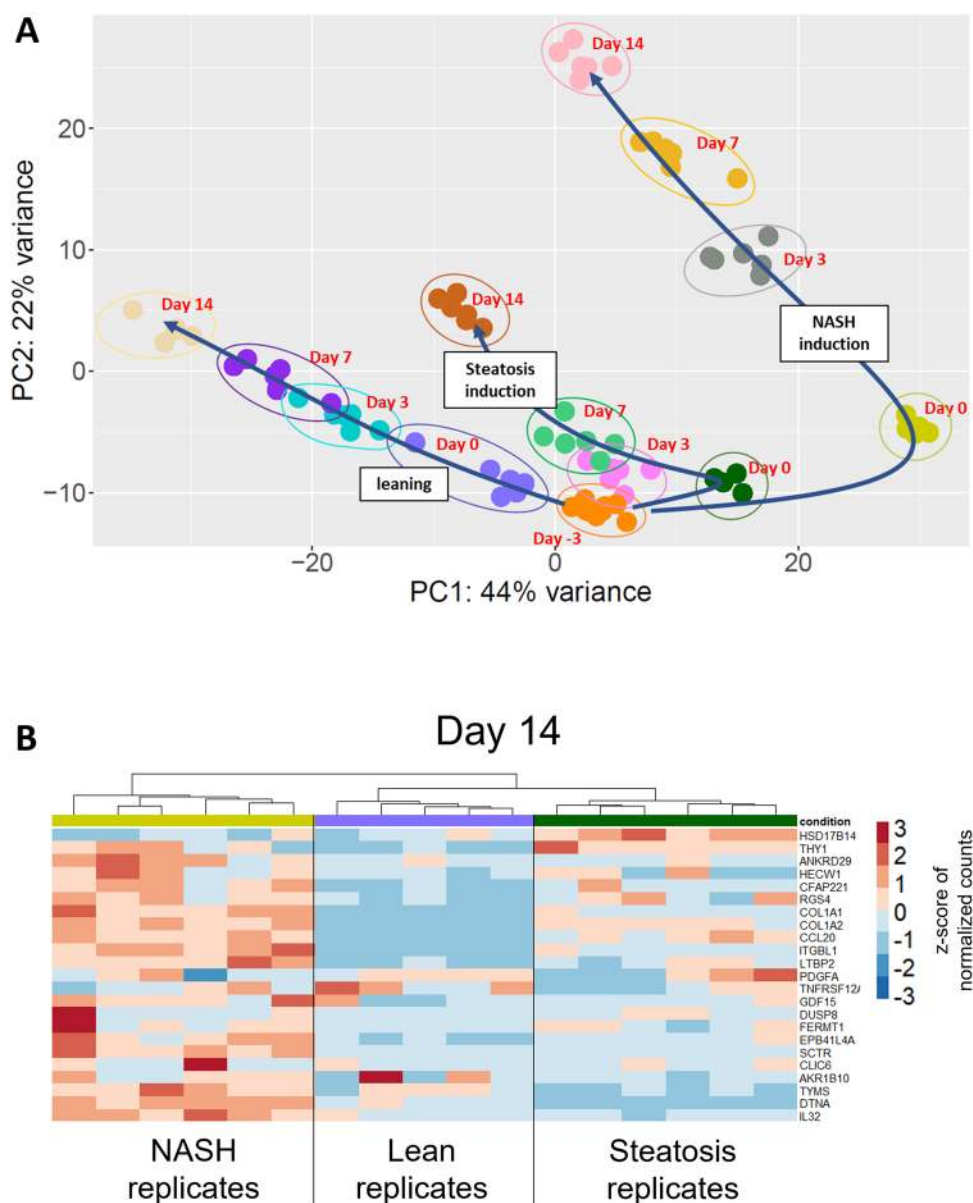 A
Day 14
Day 7
Day 3
NASH
induction
Day 0
Day 14
Steatosis
induction
Day 7
Day 3
Day 0
Day 14
Day 7
Day 3
Day 0
leaning
Day -3
20
10
0
−10
PC2: 22% variance
−20
0
20
PC1: 44% variance
B
Day 14
condition
HSD17B14
THY1
ANKRD29
HECW1
CFAP221
RGS4
COL1A1
COL1A2
CCL20
ITGBL1
LTBP2
PDGFA
TNFRSF12A
GDF15
DUSP8
FERMT1
EPB41L4A
SCTR
CLIC6
AKR1B10
TYMS
DTNA
IL32
3
2
1
0
-1
-2
-3
z-score of
normalized counts
NASH
replicates
Lean
replicates
Steatosis
replicates